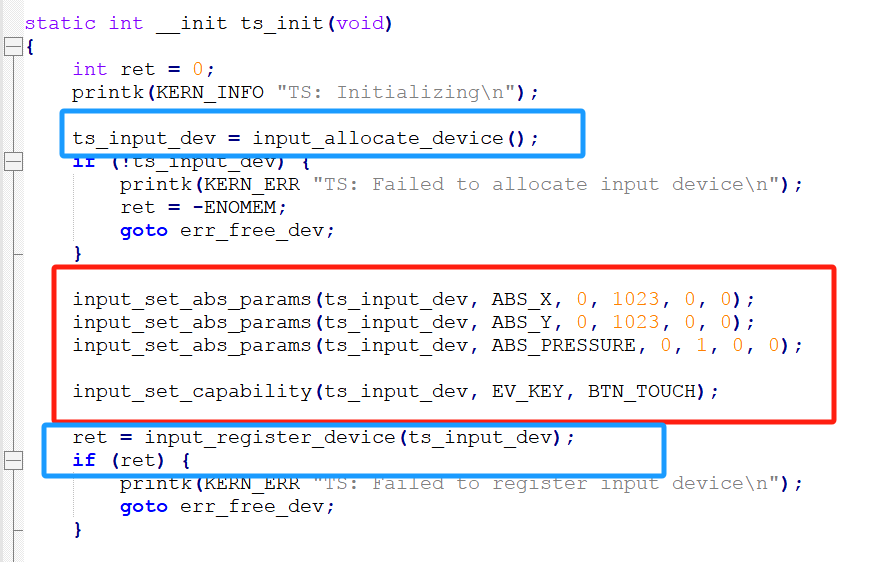 static int __init ts_init(void)
{
    int ret = 0;
    printk(KERN_INFO "TS: Initializing\n");
    ts_input_dev = input_allocate_device();
    if (!ts_input_dev) {
        printk(KERN_ERR "TS: Failed to allocate input device\n");
        ret = -ENOMEM;
        goto err_free_dev;
    }
    input_set_abs_params(ts_input_dev, ABS_X, 0, 1023, 0, 0);
    input_set_abs_params(ts_input_dev, ABS_Y, 0, 1023, 0, 0);
    input_set_abs_params(ts_input_dev, ABS_PRESSURE, 0, 1, 0, 0);
    input_set_capability(ts_input_dev, EV_KEY, BTN_TOUCH);
    ret = input_register_device(ts_input_dev);
    if (ret) {
        printk(KERN_ERR "TS: Failed to register input device\n");
        goto err_free_dev;
    }